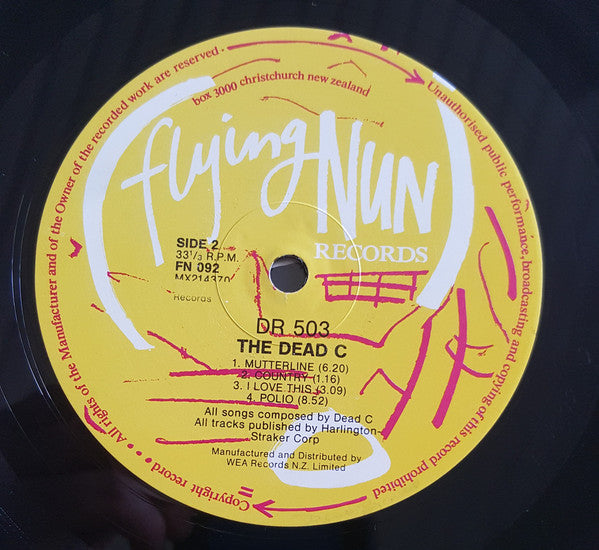 Copyright record . . . . All rights of the Manufacturer and of the Owner of the recorded work are reserved .
Unauthorised public performance, broadcasting and copying of this record prohibited
box 3000 christchurch new zealand
(flying NUN)
RECORDS
SIDE 2
33 1/3 R.P.M.
FN 092
MX214370
Records
DR 503
THE DEAD C
1. MUTTERLINE (6.20)
2. COUNTRY (1.16)
3. I LOVE THIS (3.09)
4. POLIO (8.52)
All songs composed by Dead C
All tracks published by Harlington-
Straker Corp
Manufactured and Distributed by
WEA Records N.Z. Limited